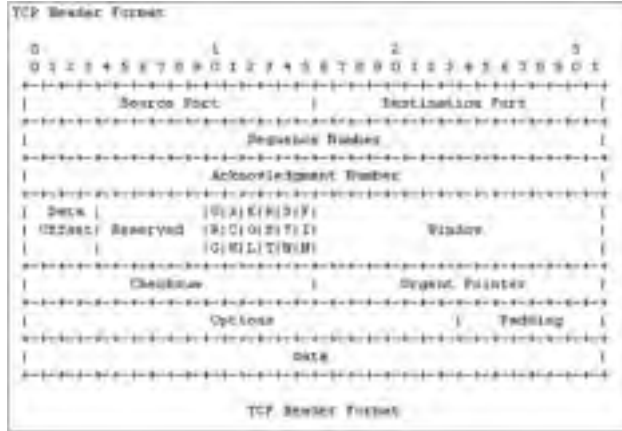 TCP Header Format
0                   1                   2                   3
0 1 2 3 4 5 6 7 8 9 0 1 2 3 4 5 6 7 8 9 0 1 2 3 4 5 6 7 8 9 0 1
+-+-+-+-+-+-+-+-+-+-+-+-+-+-+-+-+-+-+-+-+-+-+-+-+-+-+-+-+-+-+-+-+
|          Source Port          |       Destination Port        |
+-+-+-+-+-+-+-+-+-+-+-+-+-+-+-+-+-+-+-+-+-+-+-+-+-+-+-+-+-+-+-+-+
|                        Sequence Number                        |
+-+-+-+-+-+-+-+-+-+-+-+-+-+-+-+-+-+-+-+-+-+-+-+-+-+-+-+-+-+-+-+-+
|                    Acknowledgment Number                      |
+-+-+-+-+-+-+-+-+-+-+-+-+-+-+-+-+-+-+-+-+-+-+-+-+-+-+-+-+-+-+-+-+
|  Data |           |U|A|P|R|S|F|                               |
| Offset| Reserved  |R|C|S|S|Y|I|            Window             |
|       |           |G|K|H|T|N|N|                               |
+-+-+-+-+-+-+-+-+-+-+-+-+-+-+-+-+-+-+-+-+-+-+-+-+-+-+-+-+-+-+-+-+
|           Checksum            |         Urgent Pointer        |
+-+-+-+-+-+-+-+-+-+-+-+-+-+-+-+-+-+-+-+-+-+-+-+-+-+-+-+-+-+-+-+-+
|                    Options                    |    Padding    |
+-+-+-+-+-+-+-+-+-+-+-+-+-+-+-+-+-+-+-+-+-+-+-+-+-+-+-+-+-+-+-+-+
|                             data                              |
+-+-+-+-+-+-+-+-+-+-+-+-+-+-+-+-+-+-+-+-+-+-+-+-+-+-+-+-+-+-+-+-+
TCP Header Format